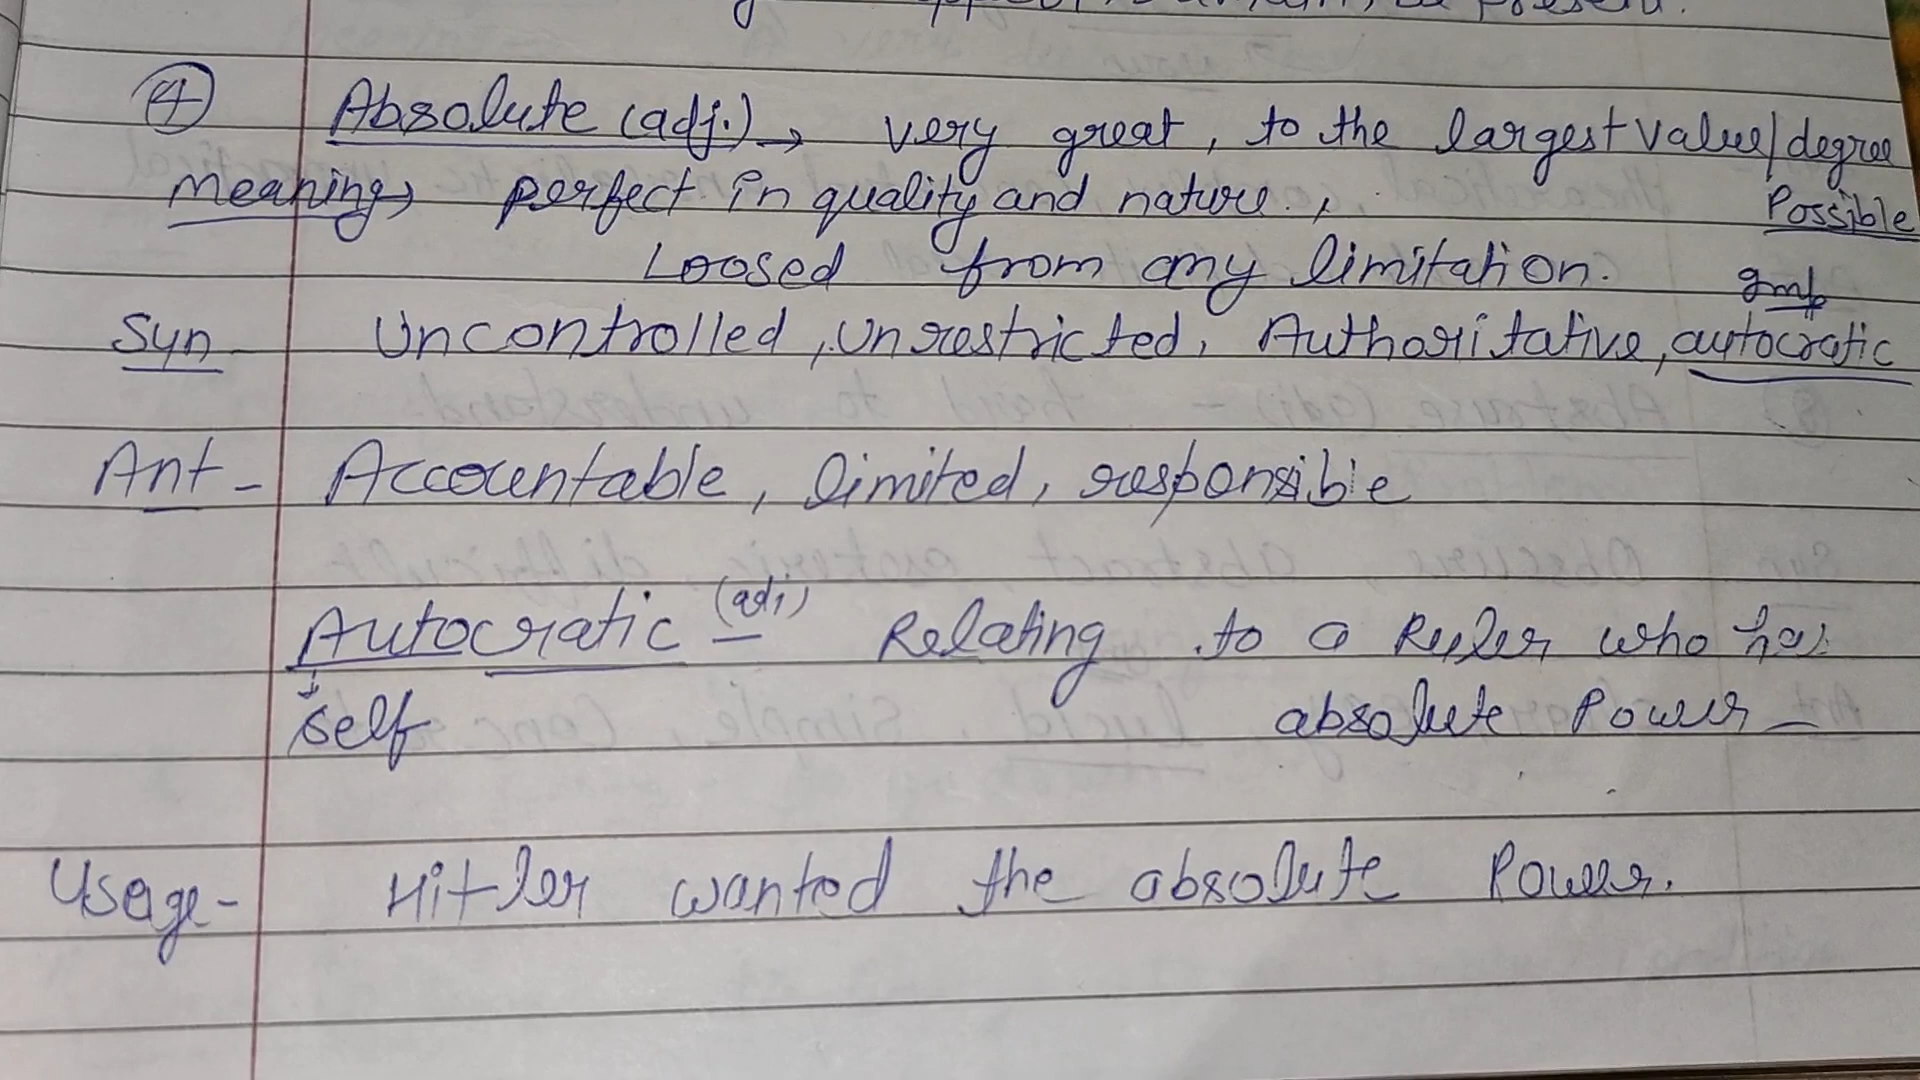 present.
④ Absolute (adj.) → very great, to the largest value/degree
Meaning → perfect in quality and nature. , Possible
Loosed from any limitation.
Imp
Syn - Uncontrolled, unrestricted, Authoritative, autocratic
Ant - Accountable, limited, responsible
Autocratic (adj) - Relating to a Ruler who has
↓
self absolute Power -
Usage - Hitler wanted the absolute Power.